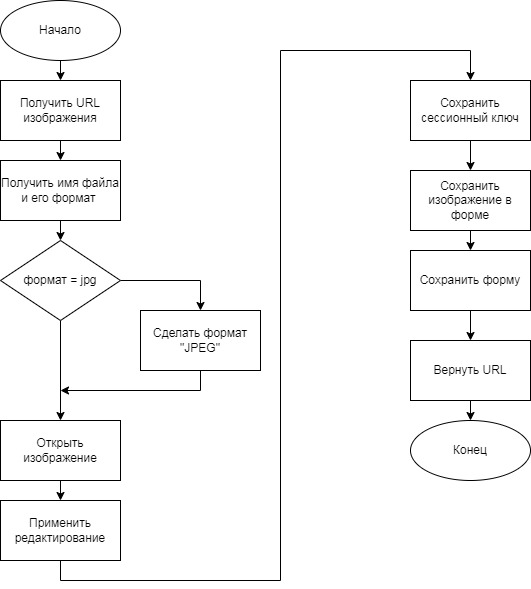 Начало
Получить URL
изображения
Получить имя файла
и его формат
формат = jpg
Сделать формат
"JPEG"
Открыть
изображение
Применить
редактирование
Сохранить
сессионный ключ
Сохранить
изображение в
форме
Сохранить форму
Вернуть URL
Конец